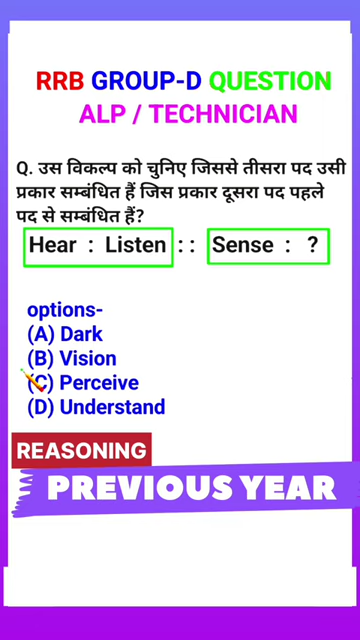 RRB GROUP-D QUESTION
ALP / TECHNICIAN
Q. उस विकल्प को चुनिए जिससे तीसरा पद उसी
प्रकार सम्बंधित हैं जिस प्रकार दूसरा पद पहले
पद से सम्बंधित हैं?
Hear : Listen :: Sense : ?
options-
(A) Dark
(B) Vision
(C) Perceive
(D) Understand
REASONING
PREVIOUS YEAR